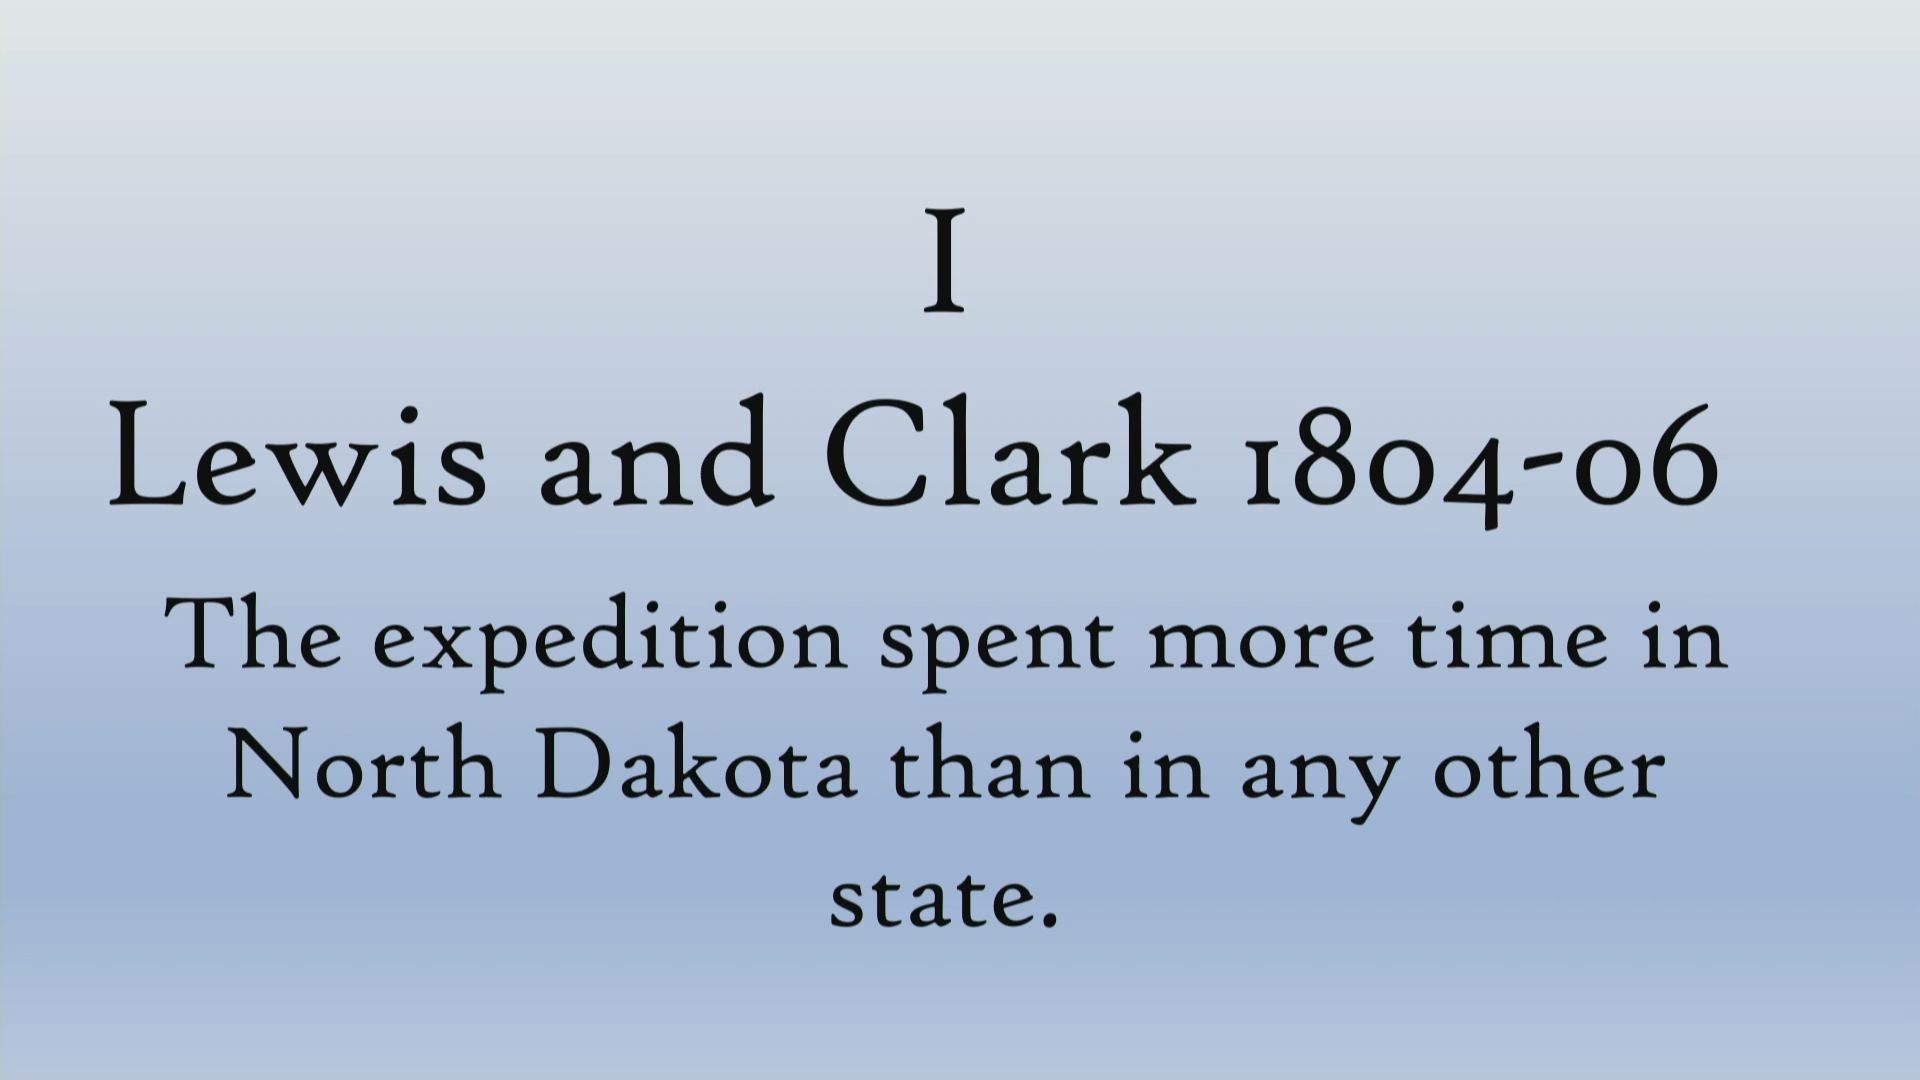 I
Lewis and Clark 1804-06
The expedition spent more time in
North Dakota than in any other
state.